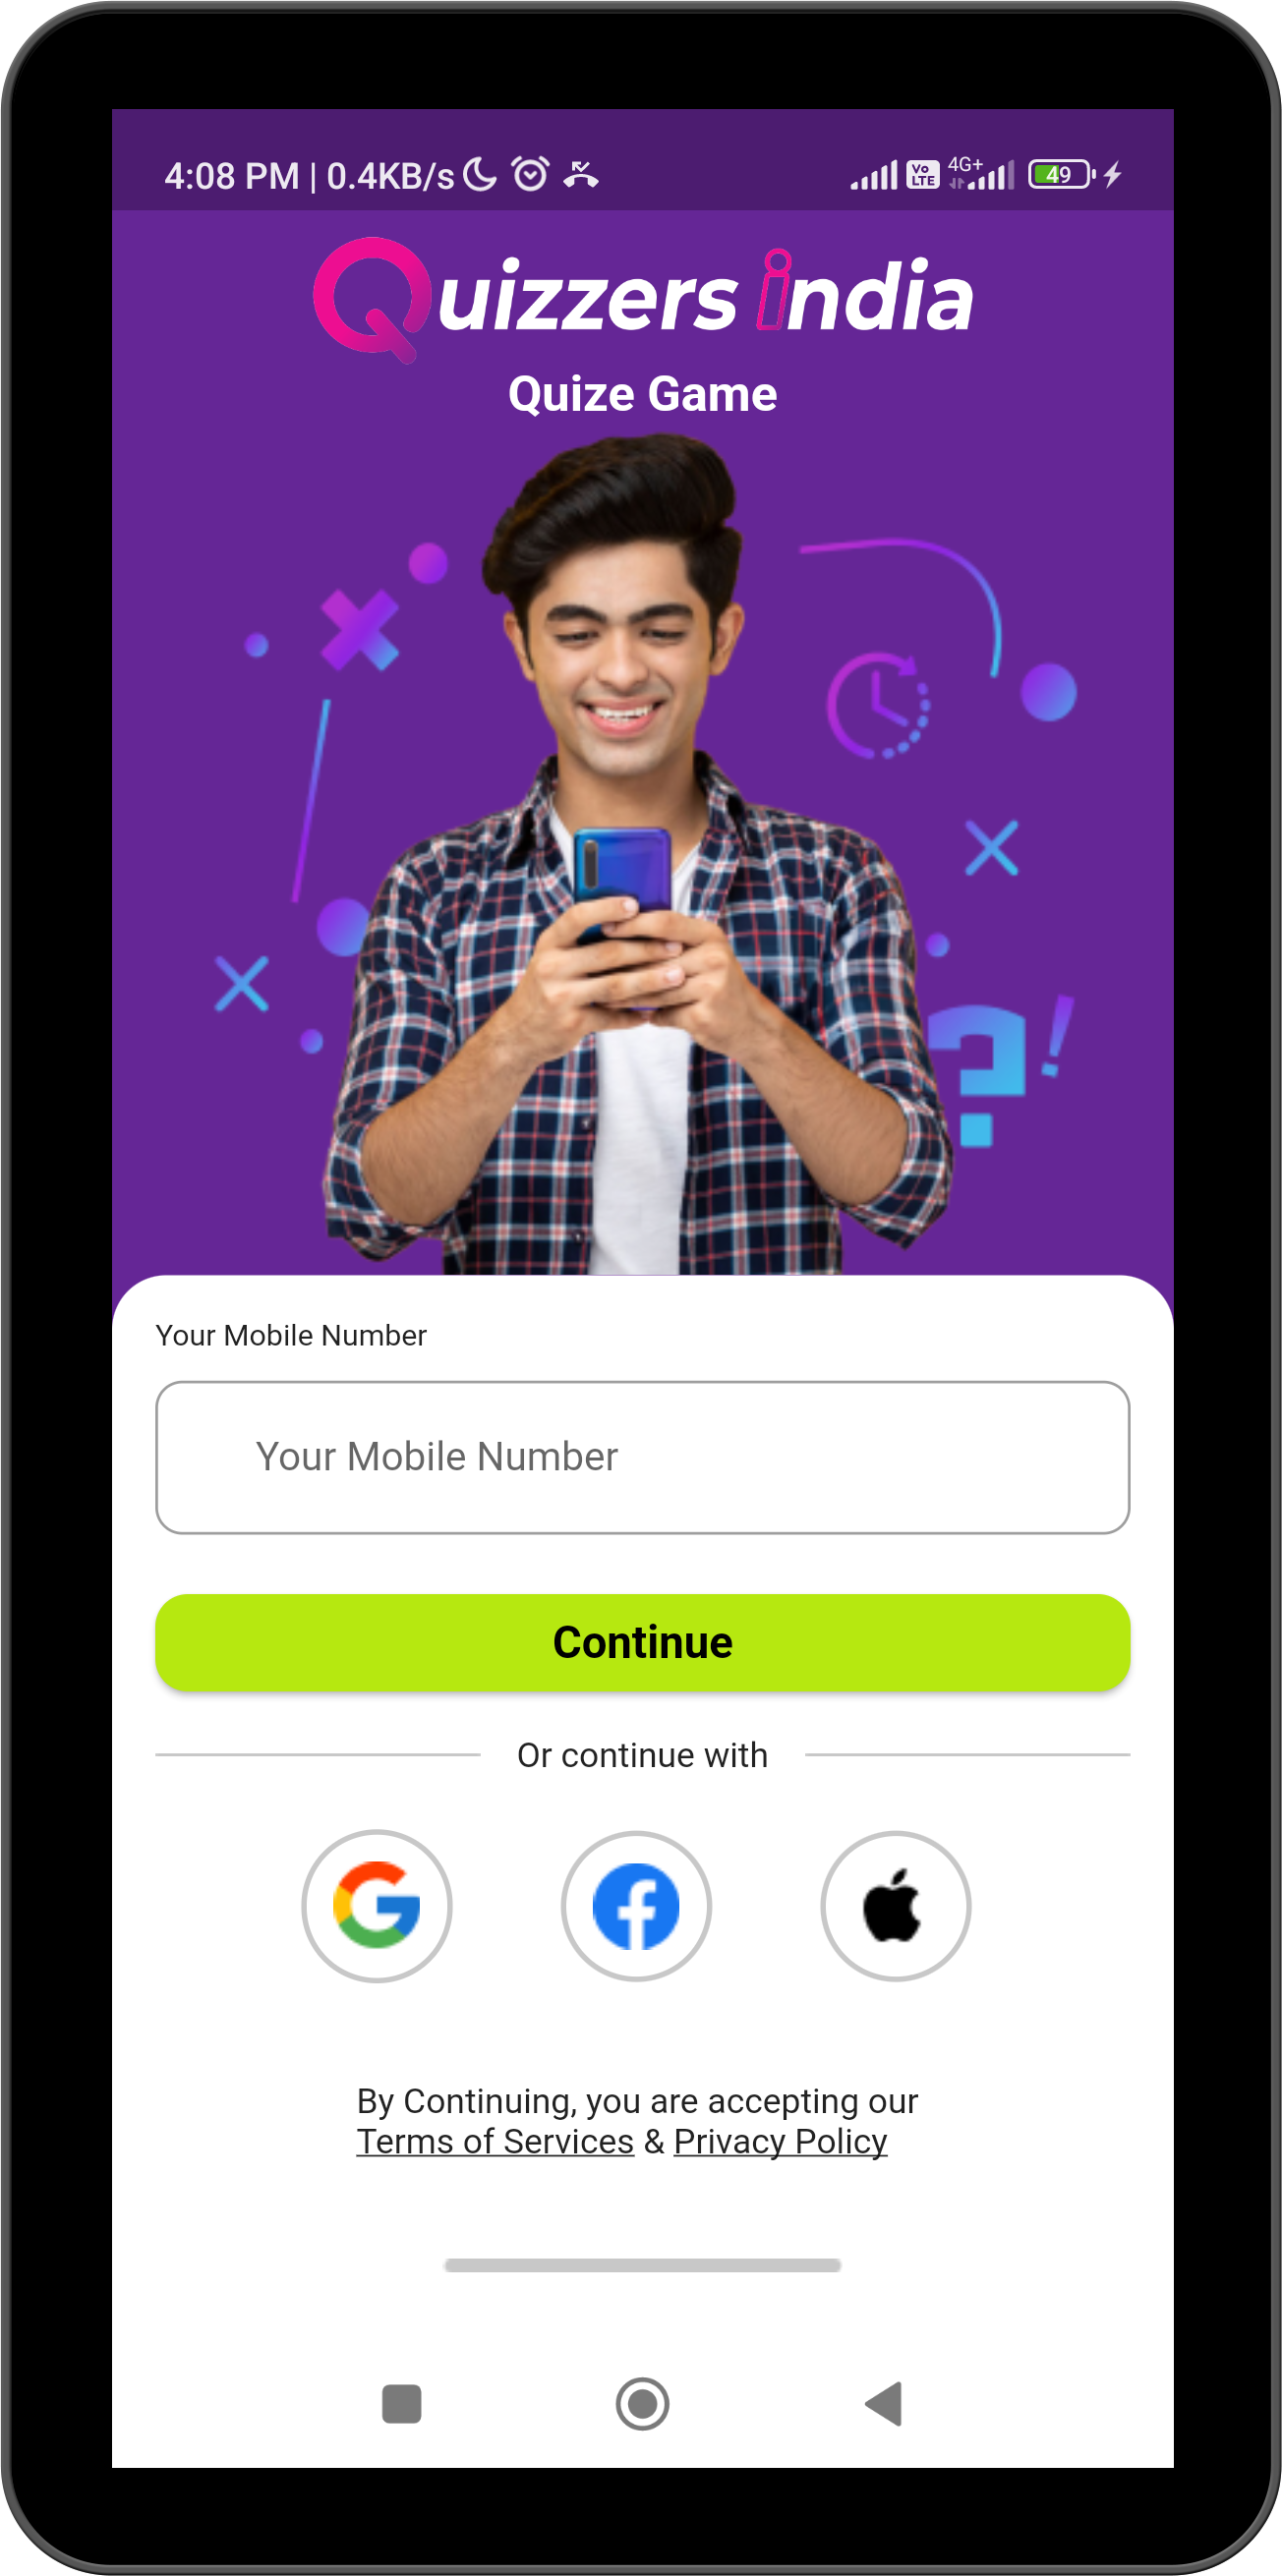 4:08 PM | 0.4KB/s Vo LTE 4G+ 49
Quizzers india
Quize Game
?!
Your Mobile Number
Your Mobile Number
Continue
Or continue with
By Continuing, you are accepting our
Terms of Services & Privacy Policy